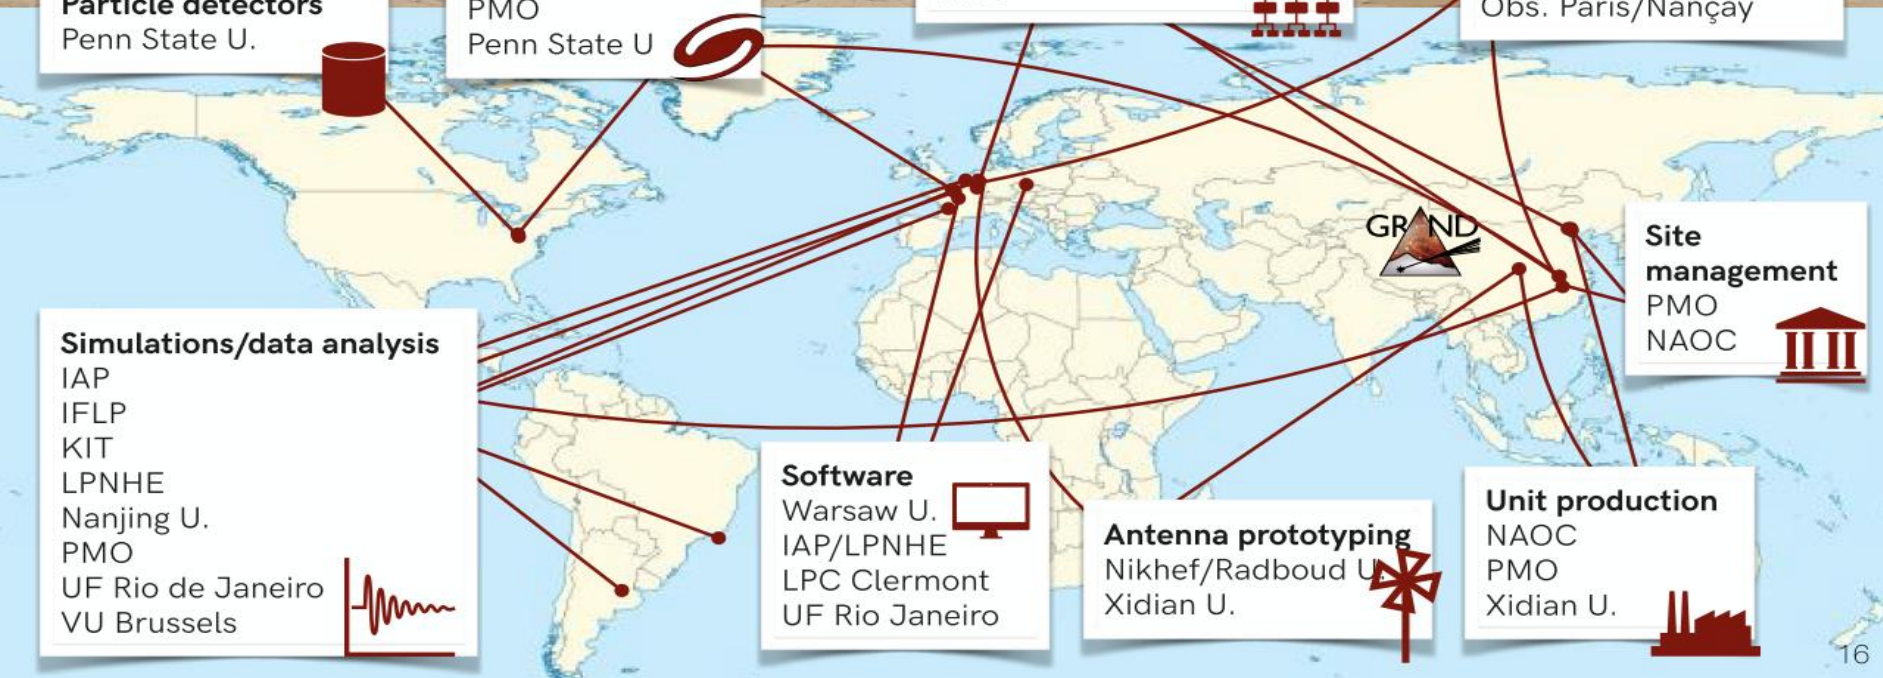 Particle detectors
Penn State U.
PMO
Penn State U
Obs. Paris/Nançay
GRAND
Site
management
PMO
NAOC
Simulations/data analysis
IAP
IFLP
KIT
LPNHE
Nanjing U.
PMO
UF Rio de Janeiro
VU Brussels
Software
Warsaw U.
IAP/LPNHE
LPC Clermont
UF Rio Janeiro
Antenna prototyping
Nikhef/Radboud U.
Xidian U.
Unit production
NAOC
PMO
Xidian U.
16